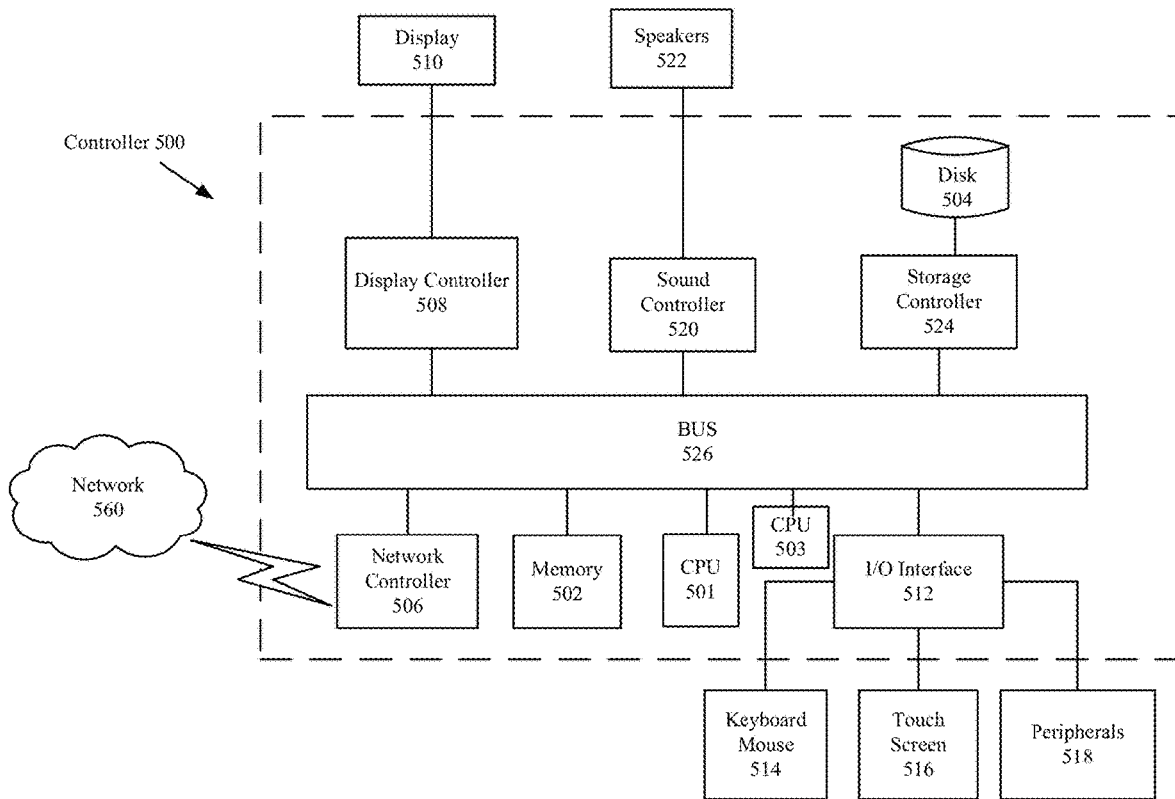 Display
510
Speakers
522
Controller 500
Disk
504
Display Controller
508
Sound
Controller
520
Storage
Controller
524
BUS
526
Network
560
Network
Controller
506
Memory
502
CPU
501
CPU
503
I/O Interface
512
Keyboard
Mouse
514
Touch
Screen
516
Peripherals
518